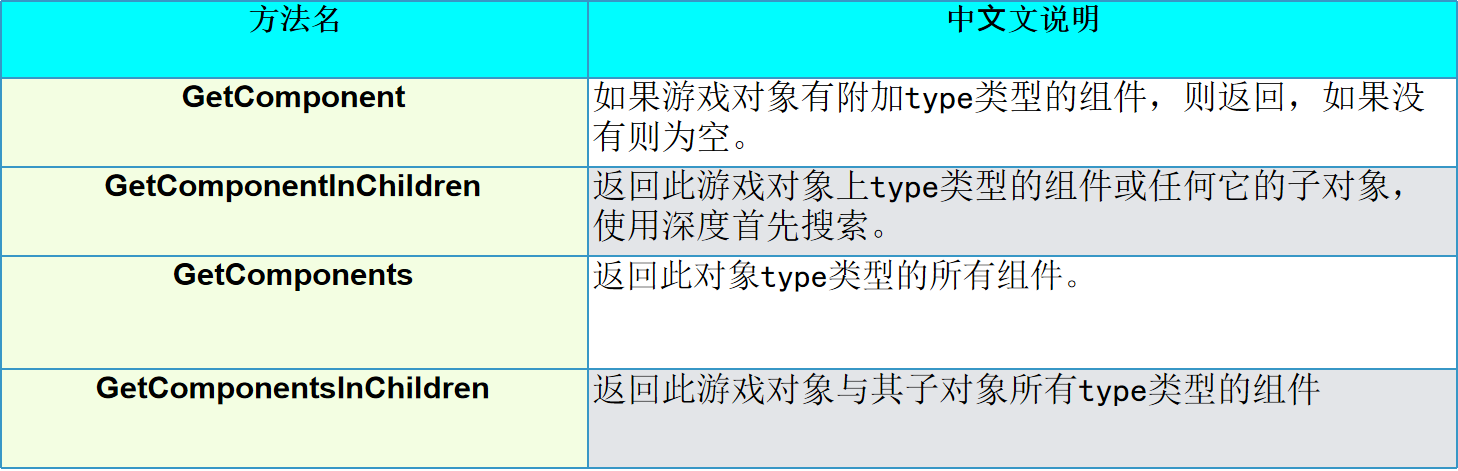 方法名
中文文说明
GetComponent
如果游戏对象有附加type类型的组件，则返回，如果没
有则为空。
GetComponentInChildren
返回此游戏对象上type类型的组件或任何它的子对象，
使用深度首先搜索。
GetComponents
返回此对象type类型的所有组件。
GetComponentsInChildren
返回此游戏对象与其子对象所有type类型的组件